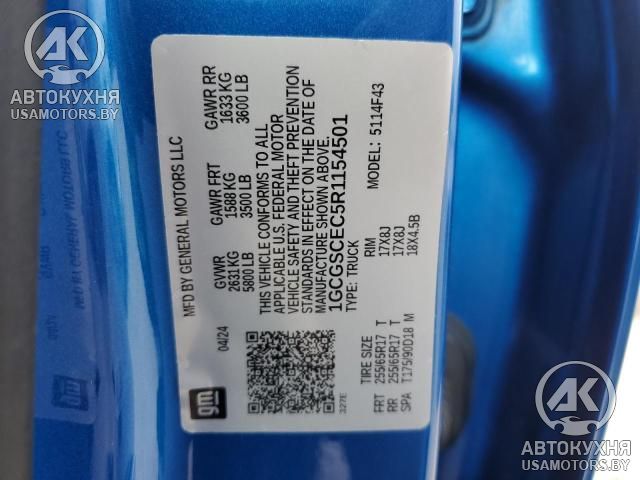 АВТОКУХНЯ
USAMOTORS.BY
MFD BY GENERAL MOTORS LLC
04/24
GVWR
2631KG
5800 LB
GAWR FRT
1588 KG
3500 LB
GAWR RR
1633 KG
3600 LB
THIS VEHICLE CONFORMS TO ALL
APPLICABLE U.S. FEDERAL MOTOR
VEHICLE SAFETY AND THEFT PREVENTION
STANDARDS IN EFFECT ON THE DATE OF
MANUFACTURE SHOWN ABOVE.
1GCGSCEC5R1154501
TYPE: TRUCK
5114F43
gm
327E
TIRE SIZE
RIM
FRT 255/65R17 T 17X8J
RR 255/65R17 T 17X8J
SPA T175/90D18 M 18X4.5B
АВТОКУХНЯ
USAMOTORS.BY